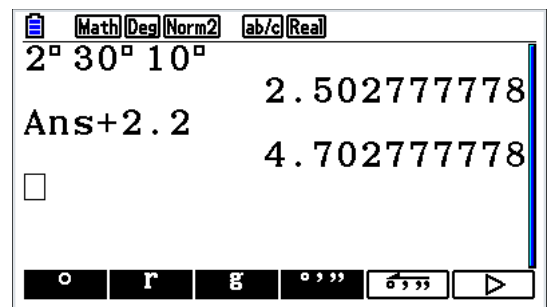 Math Deg Norm2 ab/c Real
2° 30° 10°
2.502777778
Ans+2.2
4.702777778
° r g °’” °’” ▷